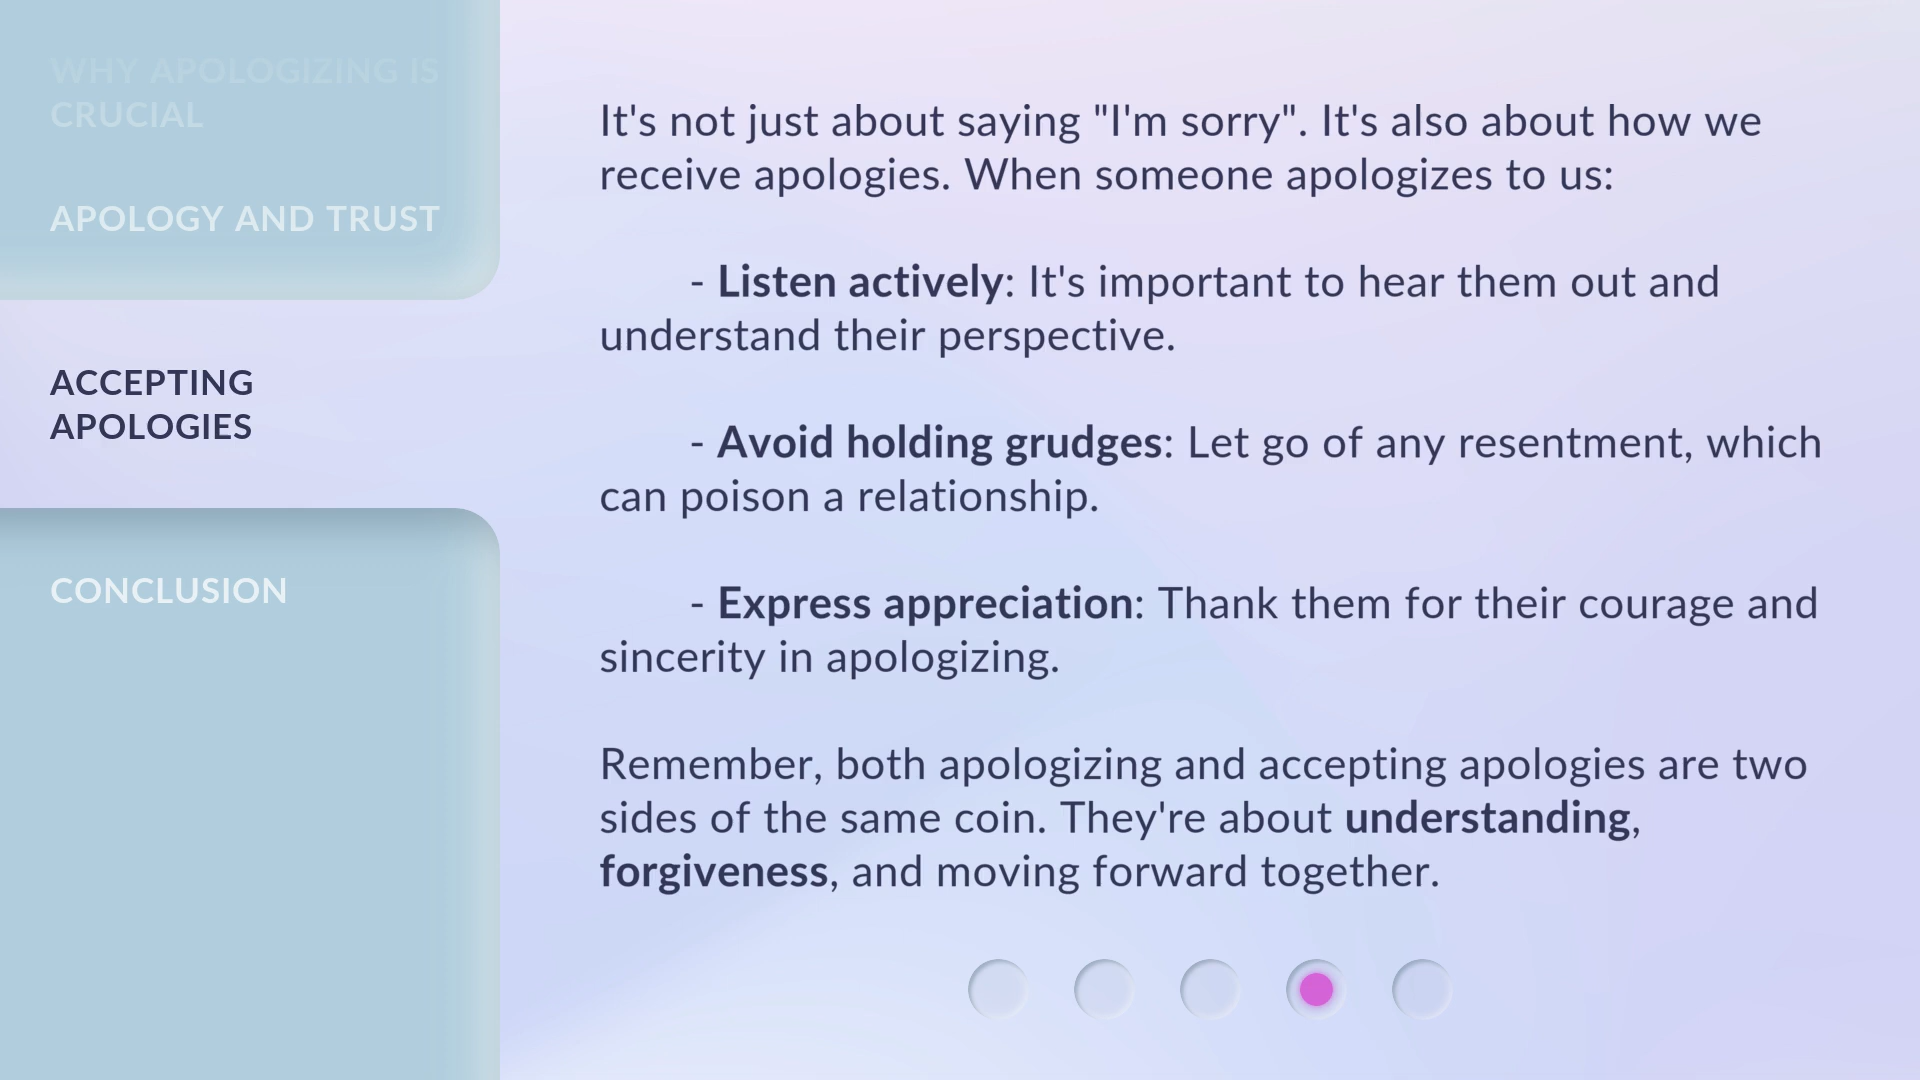 WHY APOLOGIZING IS
CRUCIAL
APOLOGY AND TRUST
ACCEPTING
APOLOGIES
CONCLUSION
It's not just about saying "I'm sorry". It's also about how we
receive apologies. When someone apologizes to us:
- Listen actively: It's important to hear them out and
understand their perspective.
- Avoid holding grudges: Let go of any resentment, which
can poison a relationship.
- Express appreciation: Thank them for their courage and
sincerity in apologizing.
Remember, both apologizing and accepting apologies are two
sides of the same coin. They're about understanding,
forgiveness, and moving forward together.